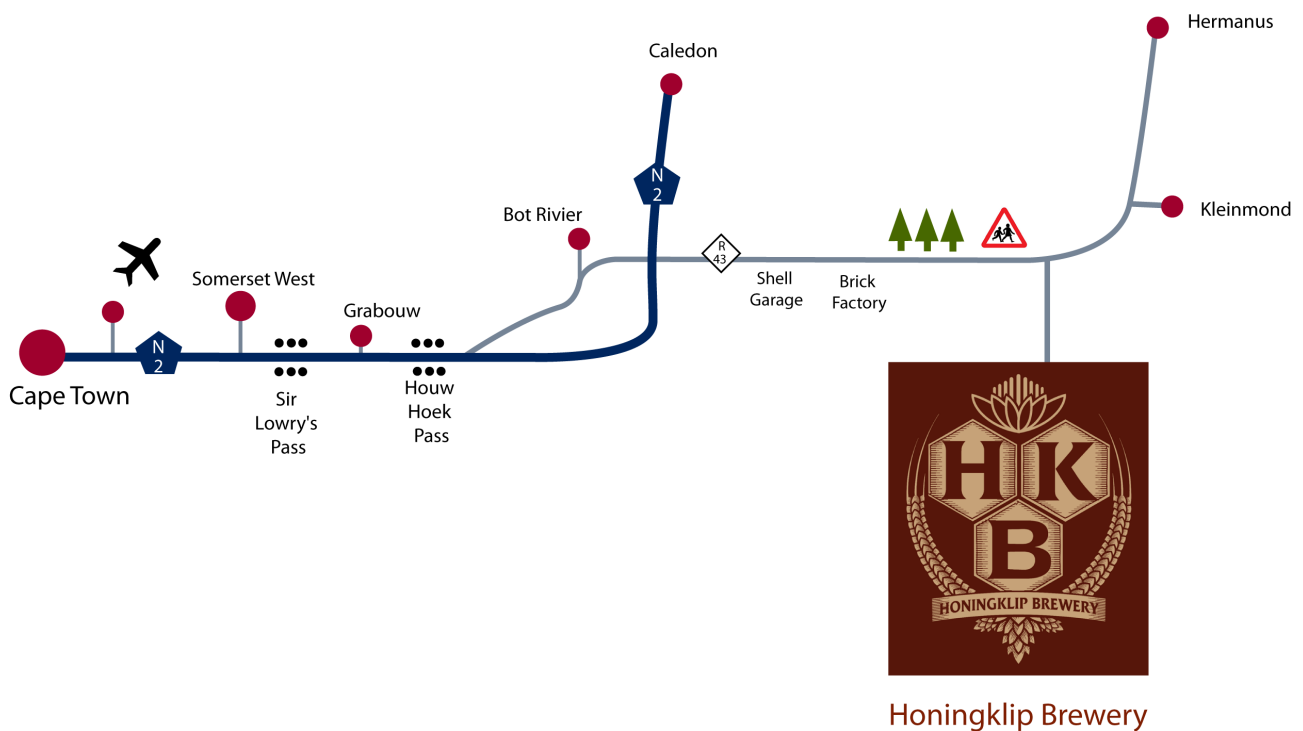 Hermanus
Caledon
N
2
Kleinmond
Bot Rivier
R
43
Shell
Garage
Brick
Factory
Somerset West
Grabouw
N
2
Cape Town
Sir
Lowry's
Pass
Houw
Hoek
Pass
H K
B
HONINGKLIP BREWERY
Honingklip Brewery